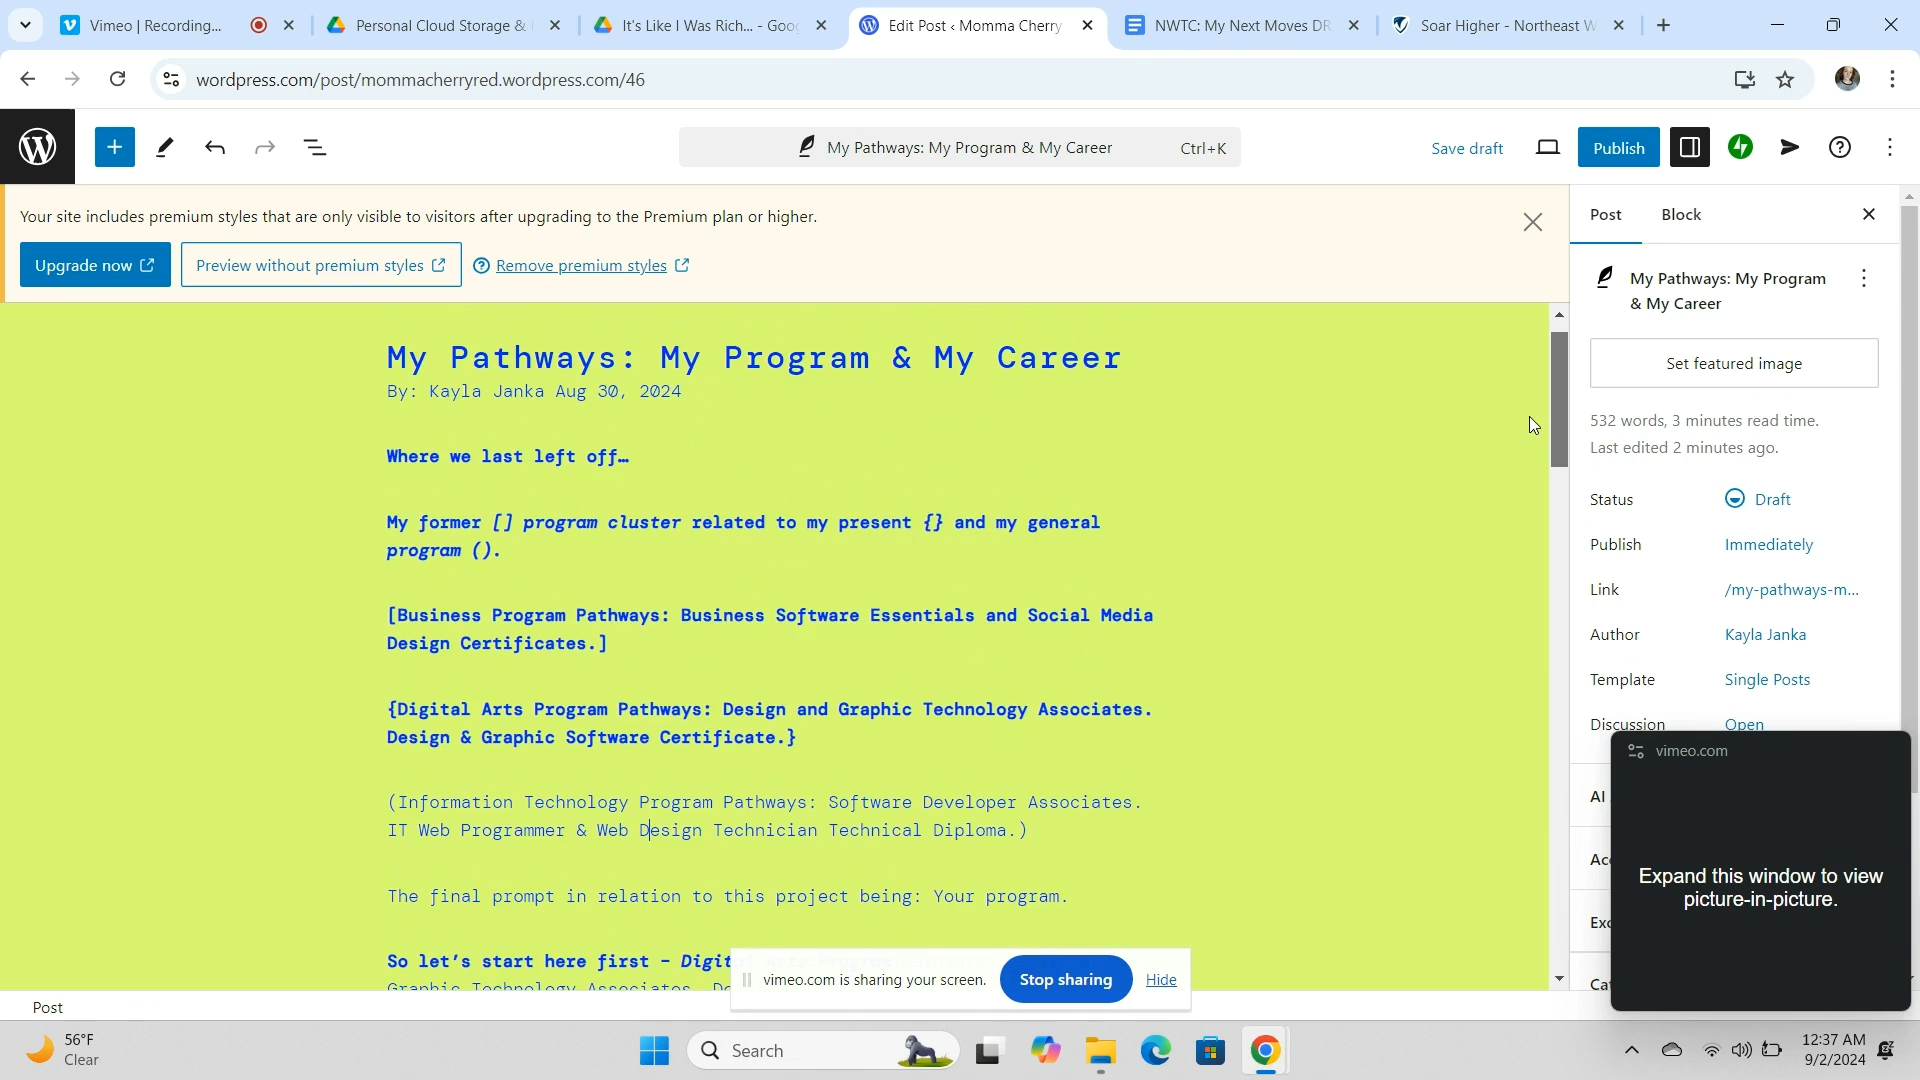 Vimeo | Recording...
Personal Cloud Storage &
It's Like I Was Rich... - Goo
Edit Post ‹ Momma Cherry
NWTC: My Next Moves DR
Soar Higher - Northeast W
wordpress.com/post/mommacherryred.wordpress.com/46
My Pathways: My Program & My Career
Ctrl+K
Save draft
Publish
Your site includes premium styles that are only visible to visitors after upgrading to the Premium plan or higher.
Upgrade now
Preview without premium styles
Remove premium styles
Post
Block
My Pathways: My Program
& My Career
Set featured image
532 words, 3 minutes read time.
Last edited 2 minutes ago.
Status
Draft
Publish
Immediately
Link
/my-pathways-m...
Author
Kayla Janka
Template
Single Posts
Discussion
Open
AI
Exc
Cat
My Pathways: My Program & My Career
By: Kayla Janka Aug 30, 2024
Where we last left off…
My former [] program cluster related to my present {} and my general
program ().
[Business Program Pathways: Business Software Essentials and Social Media
Design Certificates.]
{Digital Arts Program Pathways: Design and Graphic Technology Associates.
Design & Graphic Software Certificate.}
(Information Technology Program Pathways: Software Developer Associates.
IT Web Programmer & Web Design Technician Technical Diploma.)
The final prompt in relation to this project being: Your program.
So let's start here first – Digit
Graphic Technology Associates. De
vimeo.com
Expand this window to view
picture-in-picture.
vimeo.com is sharing your screen.
Stop sharing
Hide
Post
56°F
Clear
Search
12:37 AM
9/2/2024